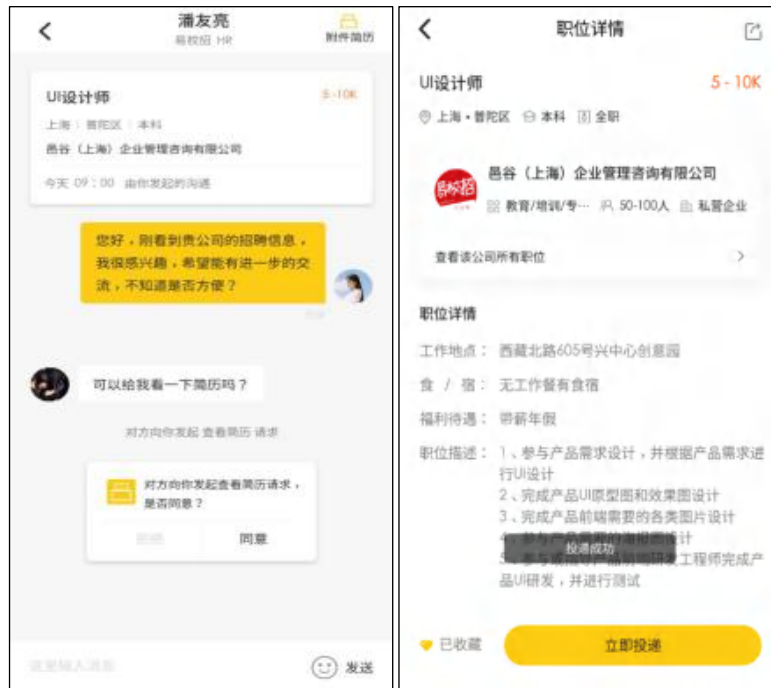 潘友亮
易校招 HR
附件简历
UI设计师
5-10K
上海 普陀区 本科
邑谷（上海）企业管理咨询有限公司
今天 09：00 由你发起的沟通
您好，刚看到贵公司的招聘信息，
我很感兴趣，希望能有进一步的交
流，不知道是否方便？
可以给我看一下简历吗？
对方向你发起 查看简历 请求
对方向你发起查看简历请求，
是否同意？
同意
发送
职位详情
UI设计师
5 - 10K
上海·普陀区 本科 全职
易校招
邑谷（上海）企业管理咨询有限公司
教育/培训/专… 50-100人 私营企业
查看该公司所有职位
职位详情
工作地点： 西藏北路605号兴中心创意园
食 / 宿： 无工作餐有食宿
福利待遇： 带薪年假
职位描述： 1、参与产品需求设计，并根据产品需求进
行UI设计
2、完成产品UI原型图和效果图设计
3、完成产品前端需要的各类图片设计
投递成功
工程师完成产
品UI研发，并进行测试
已收藏
立即投递